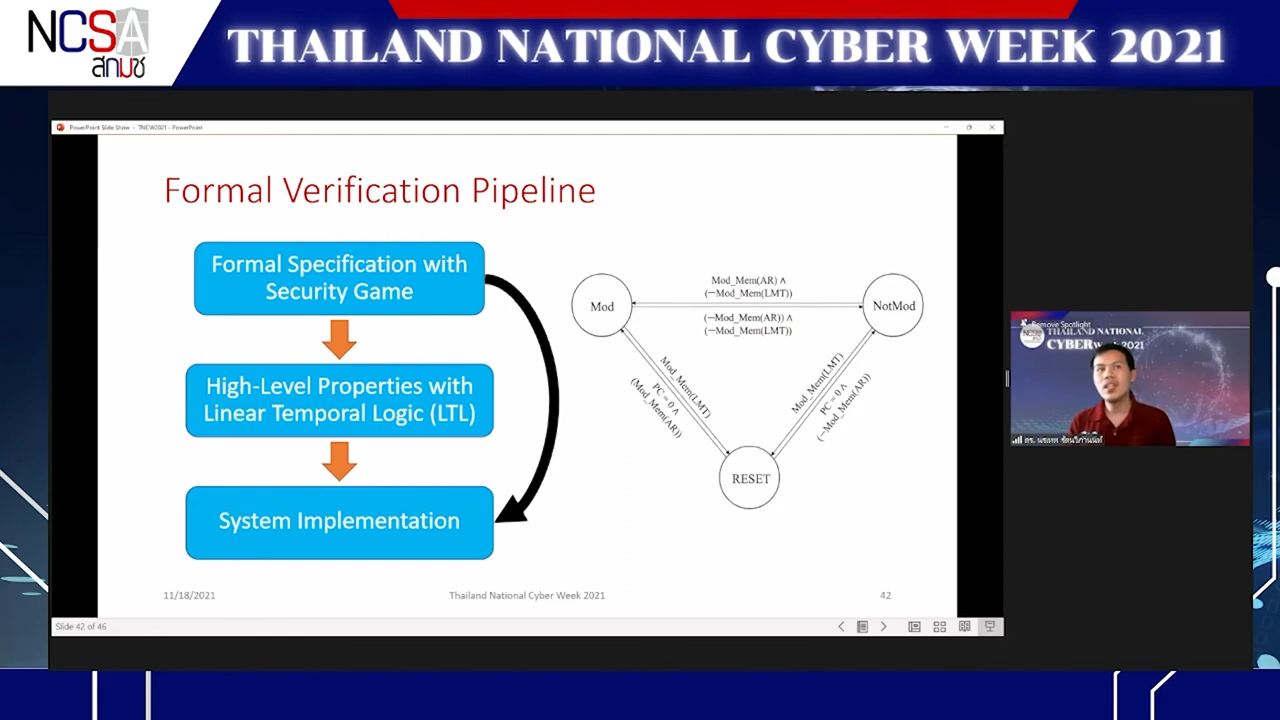 NCSA
สกมช
THAILAND NATIONAL CYBER WEEK 2021
PowerPoint Slide Show - TNCW2021 - PowerPoint
Formal Verification Pipeline
Formal Specification with
Security Game
High-Level Properties with
Linear Temporal Logic (LTL)
System Implementation
Mod
Mod_Mem(AR) ∧
(¬Mod_Mem(LMT))
(¬Mod_Mem(AR)) ∧
(¬Mod_Mem(LMT))
NotMod
Mod_Mem(LMT)
PC = 0 ∧
(Mod_Mem(AR))
Mod_Mem(LMT)
PC = 0 ∧
(¬Mod_Mem(AR))
RESET
11/18/2021
Thailand National Cyber Week 2021
42
Slide 42 of 46
Remove Spotlight
THAILAND NATIONAL
CYBER Week 2021